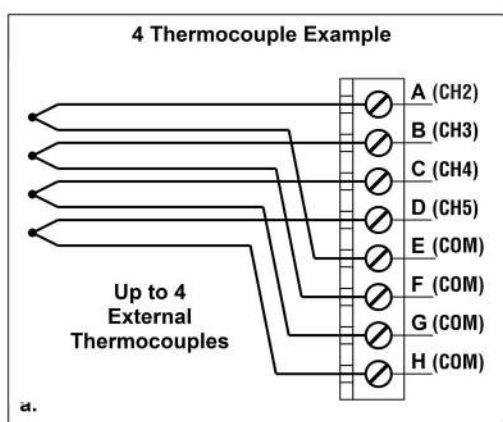 4 Thermocouple Example
A (CH2)
B (CH3)
C (CH4)
D (CH5)
E (COM)
F (COM)
G (COM)
H (COM)
Up to 4
External
Thermocouples
a.